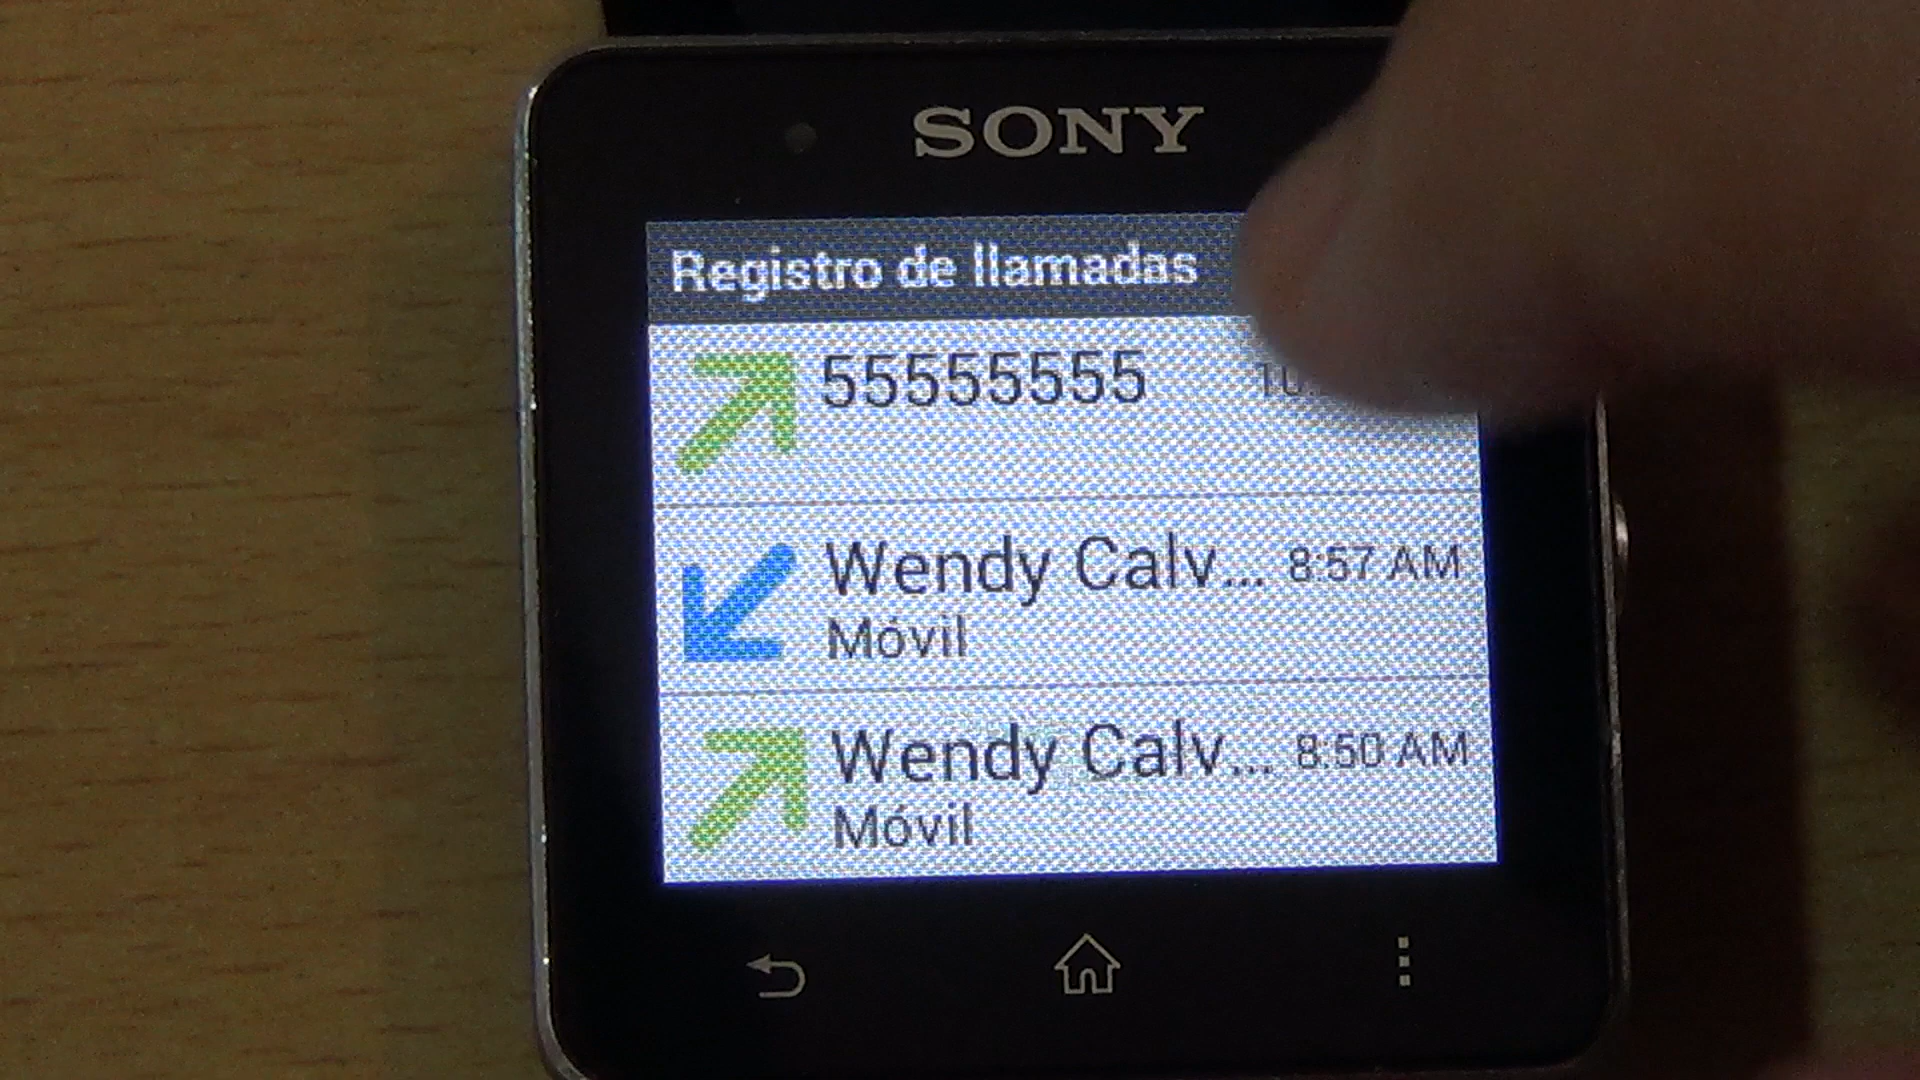 SONY
Registro de llamadas
55555555
Wendy Calv... 8:57 AM
Móvil
Wendy Calv... 8:50 AM
Móvil